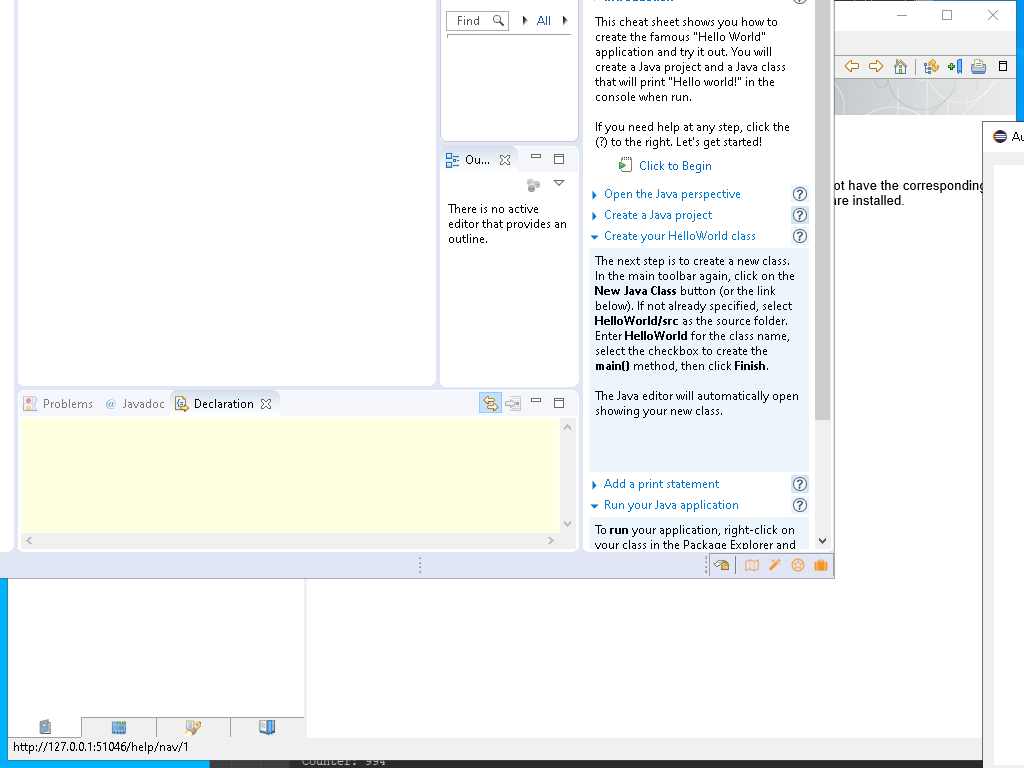 Introduction
Find
All
This cheat sheet shows you how to
create the famous "Hello World"
application and try it out. You will
create a Java project and a Java class
that will print "Hello world!" in the
console when run.
If you need help at any step, click the
(?) to the right. Let's get started!
Click to Begin
Open the Java perspective
Create a Java project
Create your HelloWorld class
The next step is to create a new class.
In the main toolbar again, click on the
New Java Class button (or the link
below). If not already specified, select
HelloWorld/src as the source folder.
Enter HelloWorld for the class name,
select the checkbox to create the
main() method, then click Finish.
The Java editor will automatically open
showing your new class.
Add a print statement
Run your Java application
To run your application, right-click on
your class in the Package Explorer and
Ou...
There is no active
editor that provides an
outline.
Problems
@ Javadoc
Declaration
ot have the corresponding
are installed.
Au
http://127.0.0.1:51046/help/nav/1
Counter: 994